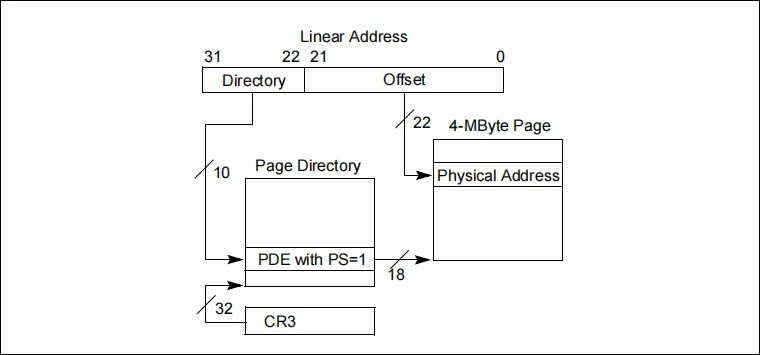 Linear Address
31 22 21 0
Directory Offset
22 4-MByte Page
10 Page Directory Physical Address
PDE with PS=1
18
32
CR3